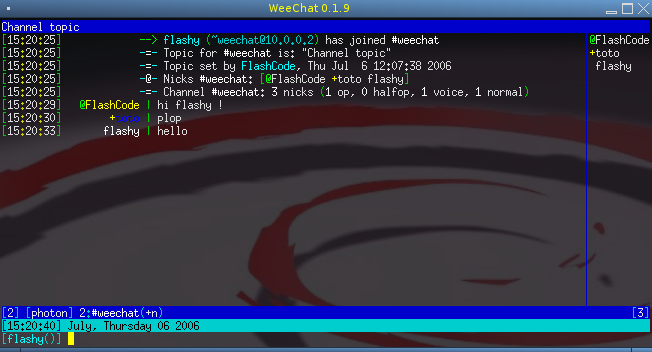 WeeChat 0.1.9
Channel topic
[15:20:25] --> flashy (~weechat@10.0.0.2) has joined #weechat
[15:20:25] -=- Topic for #weechat is: "Channel topic"
[15:20:25] -=- Topic set by FlashCode, Thu Jul  6 12:07:38 2006
[15:20:25] -@- Nicks #weechat: [@FlashCode +toto flashy]
[15:20:25] -=- Channel #weechat: 3 nicks (1 op, 0 halfop, 1 voice, 1 normal)
[15:20:29] @FlashCode | hi flashy !
[15:20:30] + | plop
[15:20:33] flashy | hello
@FlashCode
+toto
flashy
[2] [photon] 2:#weechat(+n) [3]
[15:20:40] July, Thursday 06 2006
[flashy()]